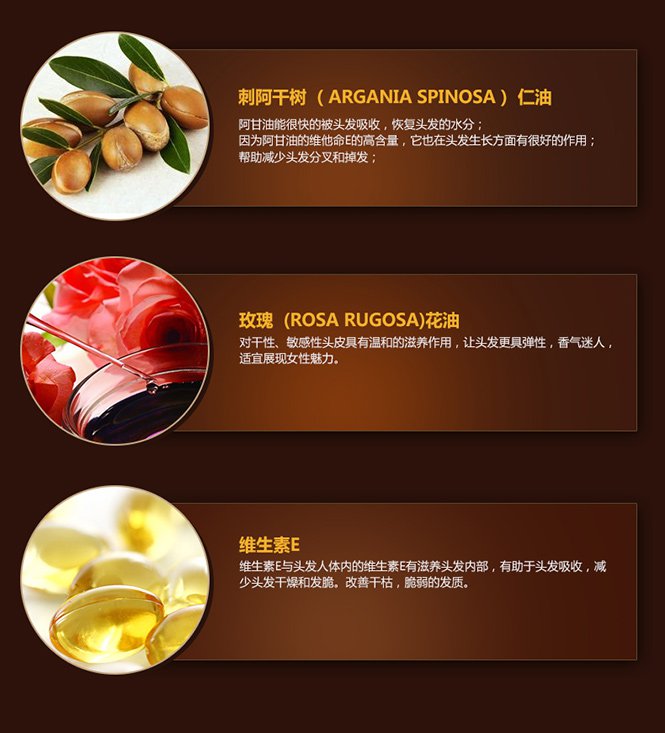 刺阿干树（ARGANIA SPINOSA）仁油
阿甘油能很快的被头发吸收，恢复头发的水分；
因为阿甘油的维他命E的高含量，它也在头发生长方面有很好的作用；
帮助减少头发分叉和掉发；
玫瑰 (ROSA RUGOSA)花油
对干性、敏感性头皮具有温和的滋养作用，让头发更具弹性，香气迷人，
适宜展现女性魅力。
维生素E
维生素E与头发人体内的维生素E有滋养头发内部，有助于头发吸收，减
少头发干燥和发脆。改善干枯，脆弱的发质。